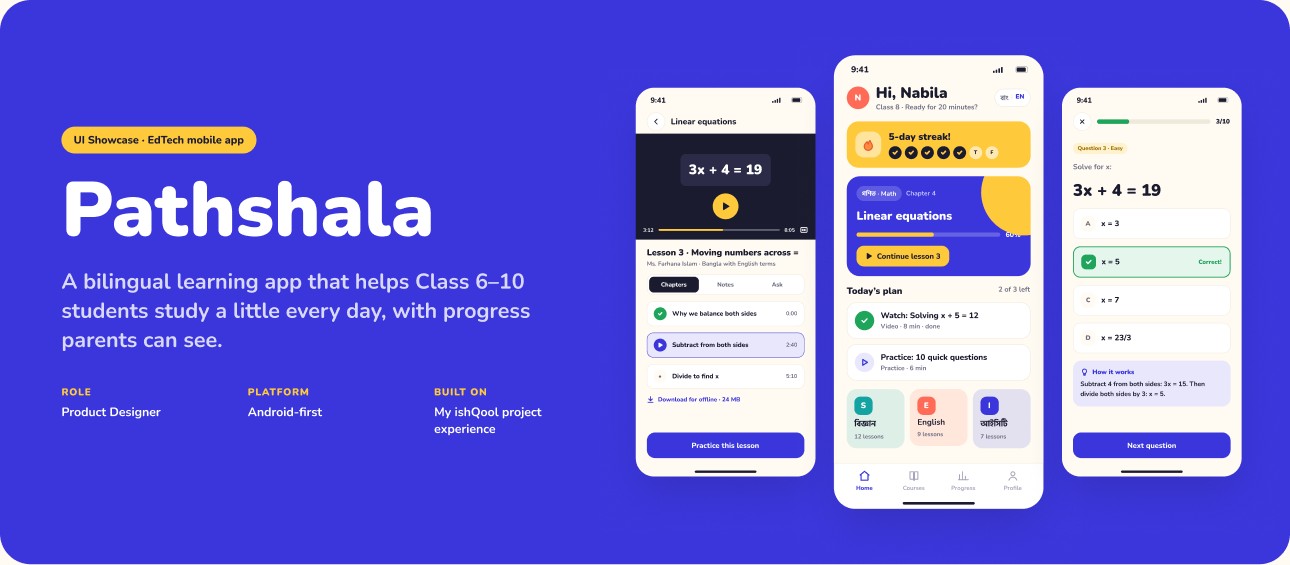 UI Showcase · EdTech mobile app
Pathshala
A bilingual learning app that helps Class 6–10
students study a little every day, with progress
parents can see.
ROLE
Product Designer
PLATFORM
Android-first
BUILT ON
My ishQool project
experience
9:41
Linear equations
3x + 4 = 19
3:12
8:05
Lesson 3 · Moving numbers across =
Ms. Farhana Islam · Bangla with English terms
Chapters
Notes
Ask
Why we balance both sides
0:00
Subtract from both sides
2:40
Divide to find x
5:10
Download for offline · 24 MB
Practice this lesson
9:41
N
Hi, Nabila
Class 8 · Ready for 20 minutes?
বাং
EN
5-day streak!
T
F
গণিত · Math
Chapter 4
Linear equations
60%
Continue lesson 3
Today's plan
2 of 3 left
Watch: Solving x + 5 = 12
Video · 8 min · done
Practice: 10 quick questions
Practice · 6 min
S
বিজ্ঞান
12 lessons
E
English
9 lessons
I
আইসিটি
7 lessons
Home
Courses
Progress
Profile
9:41
3/10
Question 3 · Easy
Solve for x:
3x + 4 = 19
A
x = 3
x = 5
Correct!
C
x = 7
D
x = 23/3
How it works
Subtract 4 from both sides: 3x = 15. Then
divide both sides by 3: x = 5.
Next question